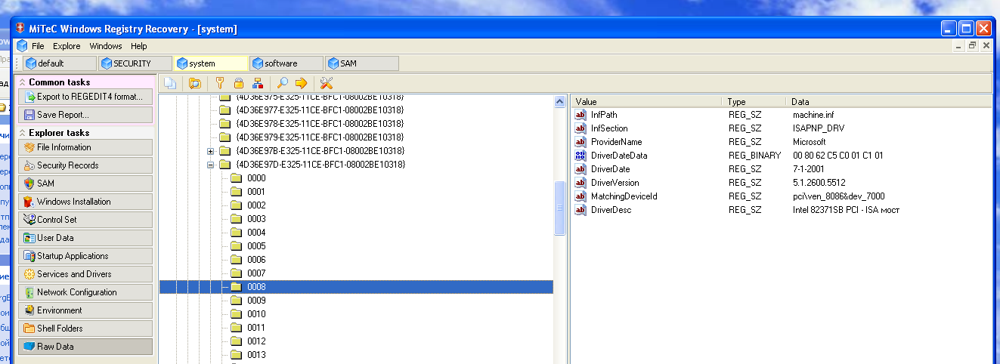 MiTeC Windows Registry Recovery - [system]
File Explore Windows Help
default SECURITY system software SAM
Common tasks
Export to REGEDIT4 format...
Save Report...
Explorer tasks
File Information
Security Records
SAM
Windows Installation
Control Set
User Data
Startup Applications
Services and Drivers
Network Configuration
Environment
Shell Folders
Raw Data
{4D36E975-E325-11CE-BFC1-08002BE10318}
{4D36E977-E325-11CE-BFC1-08002BE10318}
{4D36E978-E325-11CE-BFC1-08002BE10318}
{4D36E979-E325-11CE-BFC1-08002BE10318}
{4D36E97B-E325-11CE-BFC1-08002BE10318}
{4D36E97D-E325-11CE-BFC1-08002BE10318}
0000
0001
0002
0003
0004
0005
0006
0007
0008
0009
0010
0011
0012
0013
Value Type Data
InfPath REG_SZ machine.inf
InfSection REG_SZ ISAPNP_DRV
ProviderName REG_SZ Microsoft
DriverDateData REG_BINARY 00 80 62 C5 C0 01 C1 01
DriverDate REG_SZ 7-1-2001
DriverVersion REG_SZ 5.1.2600.5512
MatchingDeviceId REG_SZ pci\ven_8086&dev_7000
DriverDesc REG_SZ Intel 82371SB PCI - ISA мост